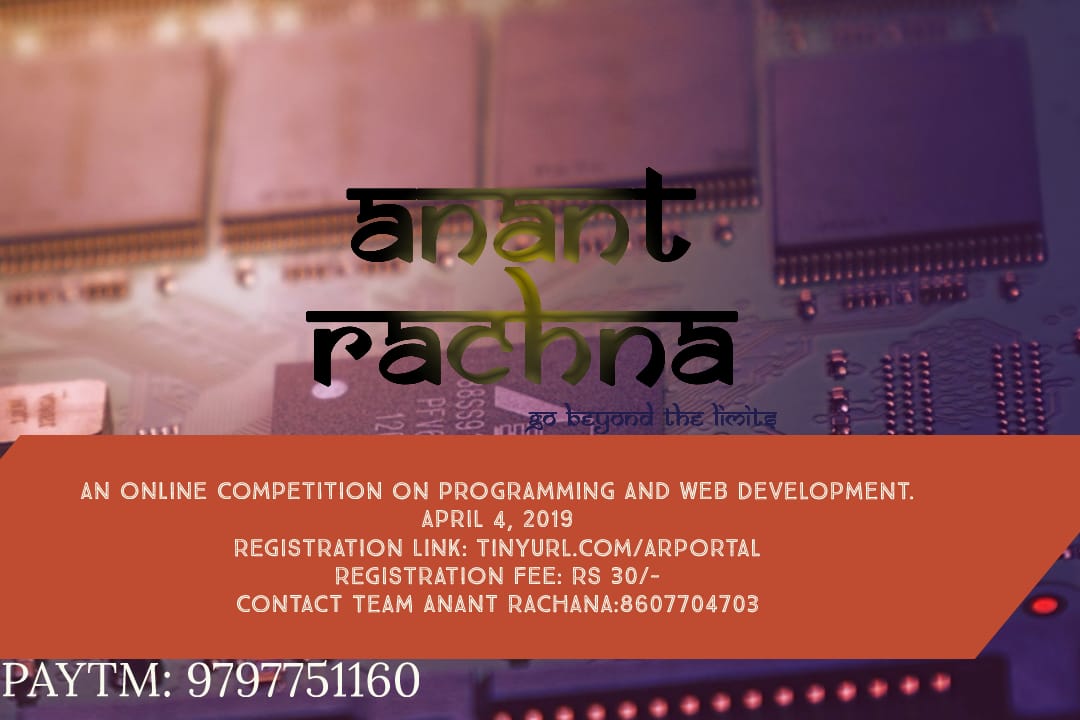 anant
rachna
go beyond the limits
AN ONLINE COMPETITION ON PROGRAMMING AND WEB DEVELOPMENT.
APRIL 4, 2019
REGISTRATION LINK: TINYURL.COM/ARPORTAL
REGISTRATION FEE: RS 30/-
CONTACT TEAM ANANT RACHANA:8607704703
PAYTM: 9797751160